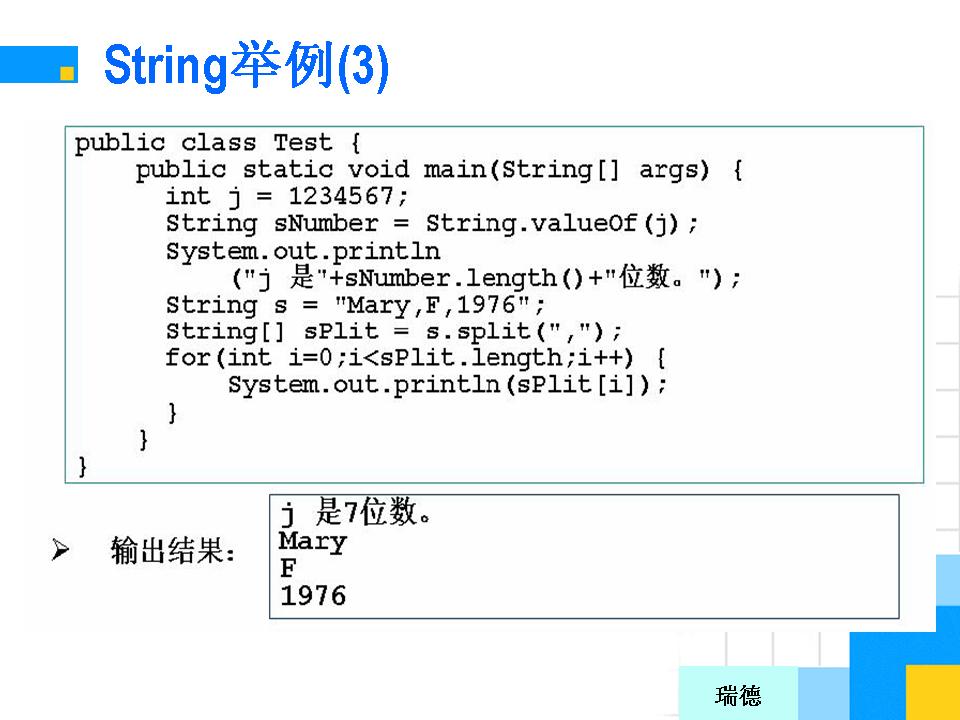 String举例(3)
public class Test {
    public static void main(String[] args) {
      int j = 1234567;
      String sNumber = String.valueOf(j);
      System.out.println
          ("j 是"+sNumber.length()+"位数。");
      String s = "Mary,F,1976";
      String[] sPlit = s.split(",");
      for(int i=0;i<sPlit.length;i++) {
          System.out.println(sPlit[i]);
      }
    }
}
j 是7位数。
Mary
➢ 输出结果：
F
1976
瑞德